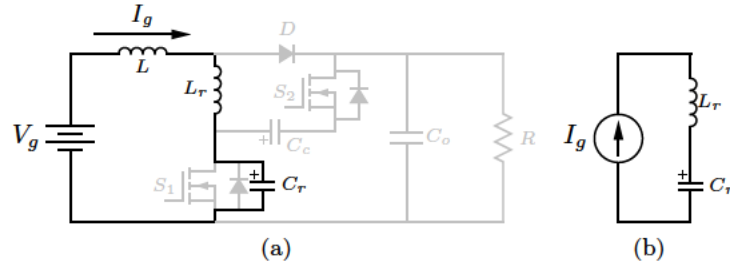 I_g
L
V_g
L_r
D
S_2
+ C_c
S_1
+ C_r
C_o
R
(a)
I_g
L_r
+ C_r
(b)